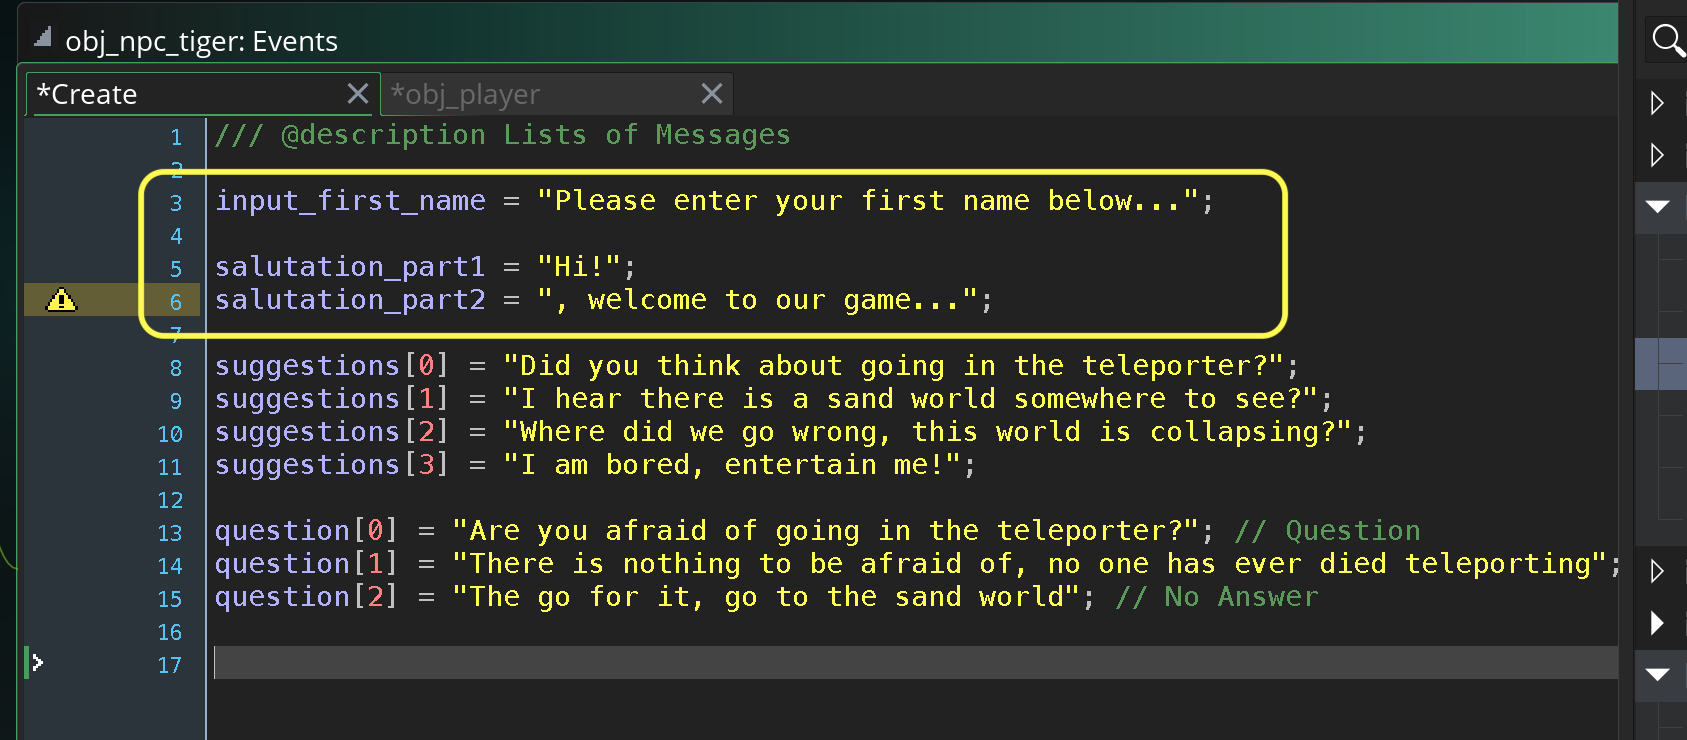 obj_npc_tiger: Events
*Create
*obj_player
1 /// @description Lists of Messages
2
3 input_first_name = "Please enter your first name below...";
4
5 salutation_part1 = "Hi!";
6 salutation_part2 = ", welcome to our game...";
7
8 suggestions[0] = "Did you think about going in the teleporter?";
9 suggestions[1] = "I hear there is a sand world somewhere to see?";
10 suggestions[2] = "Where did we go wrong, this world is collapsing?";
11 suggestions[3] = "I am bored, entertain me!";
12
13 question[0] = "Are you afraid of going in the teleporter?"; // Question
14 question[1] = "There is nothing to be afraid of, no one has ever died teleporting";
15 question[2] = "The go for it, go to the sand world"; // No Answer
16
17